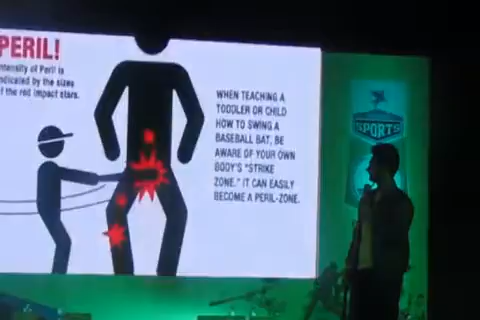 PERIL!
ntensity of Peril is
ndicated by the sizes
f the red impact stars.
WHEN TEACHING A
TODDLER OR CHILD
HOW TO SWING A
BASEBALL BAT, BE
AWARE OF YOUR OWN
BODY'S "STRIKE
ZONE." IT CAN EASILY
BECOME A PERIL-ZONE.
SPORTS